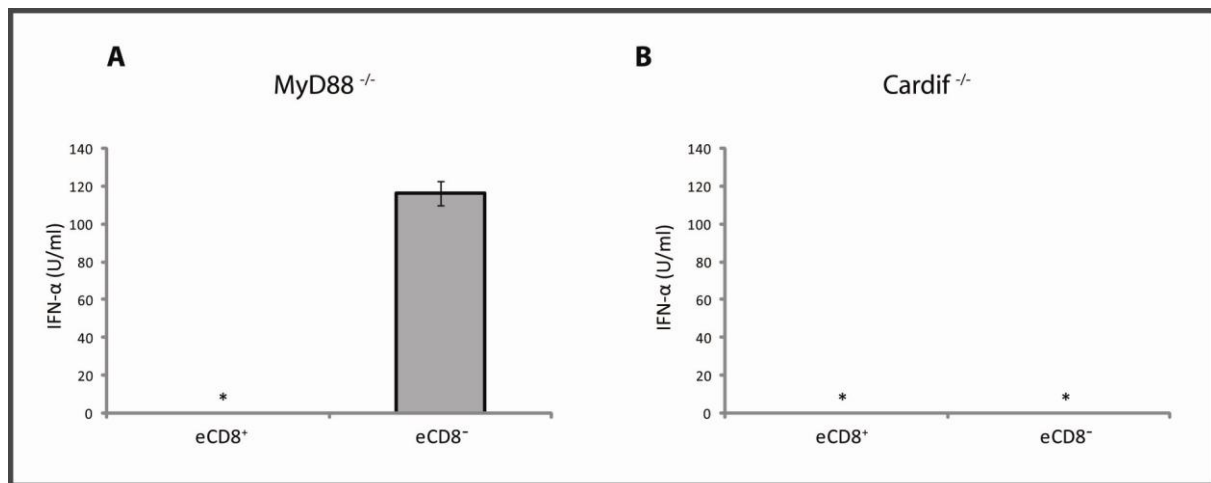 A
MyD88 -/-
IFN-α (U/ml)
140
120
100
80
60
40
20
0
*
eCD8⁺
eCD8⁻
B
Cardif -/-
IFN-α (U/ml)
140
120
100
80
60
40
20
0
*
*
eCD8⁺
eCD8⁻